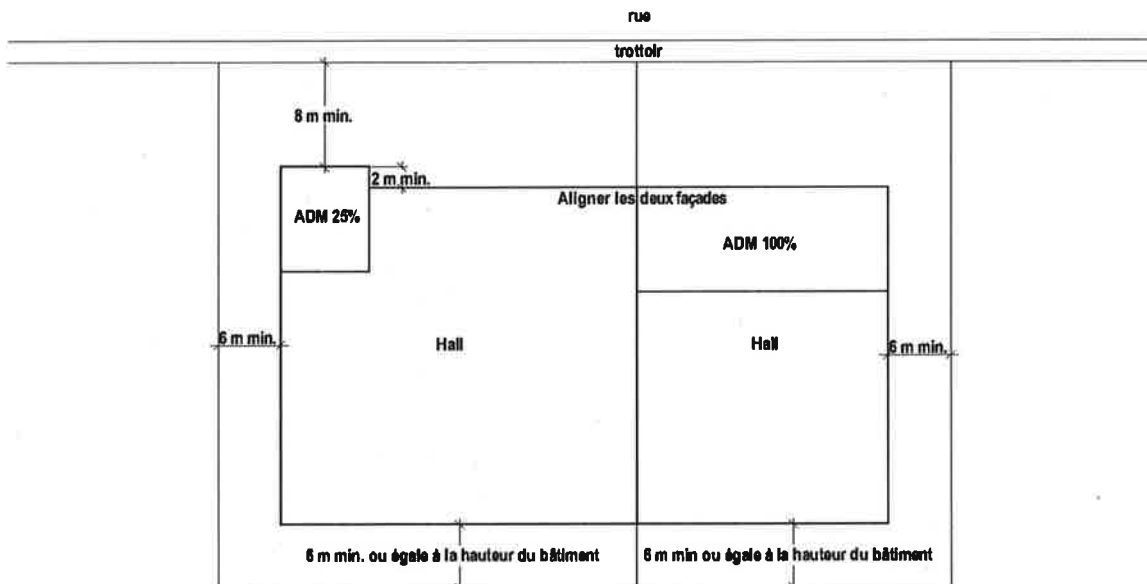 rue
trottoir
8 m min.
2 m min.
Aligner les deux façades
ADM 25%
ADM 100%
6 m min.
Hall
Hall
6 m min.
6 m min. ou égale à la hauteur du bâtiment
6 m min ou égale à la hauteur du bâtiment